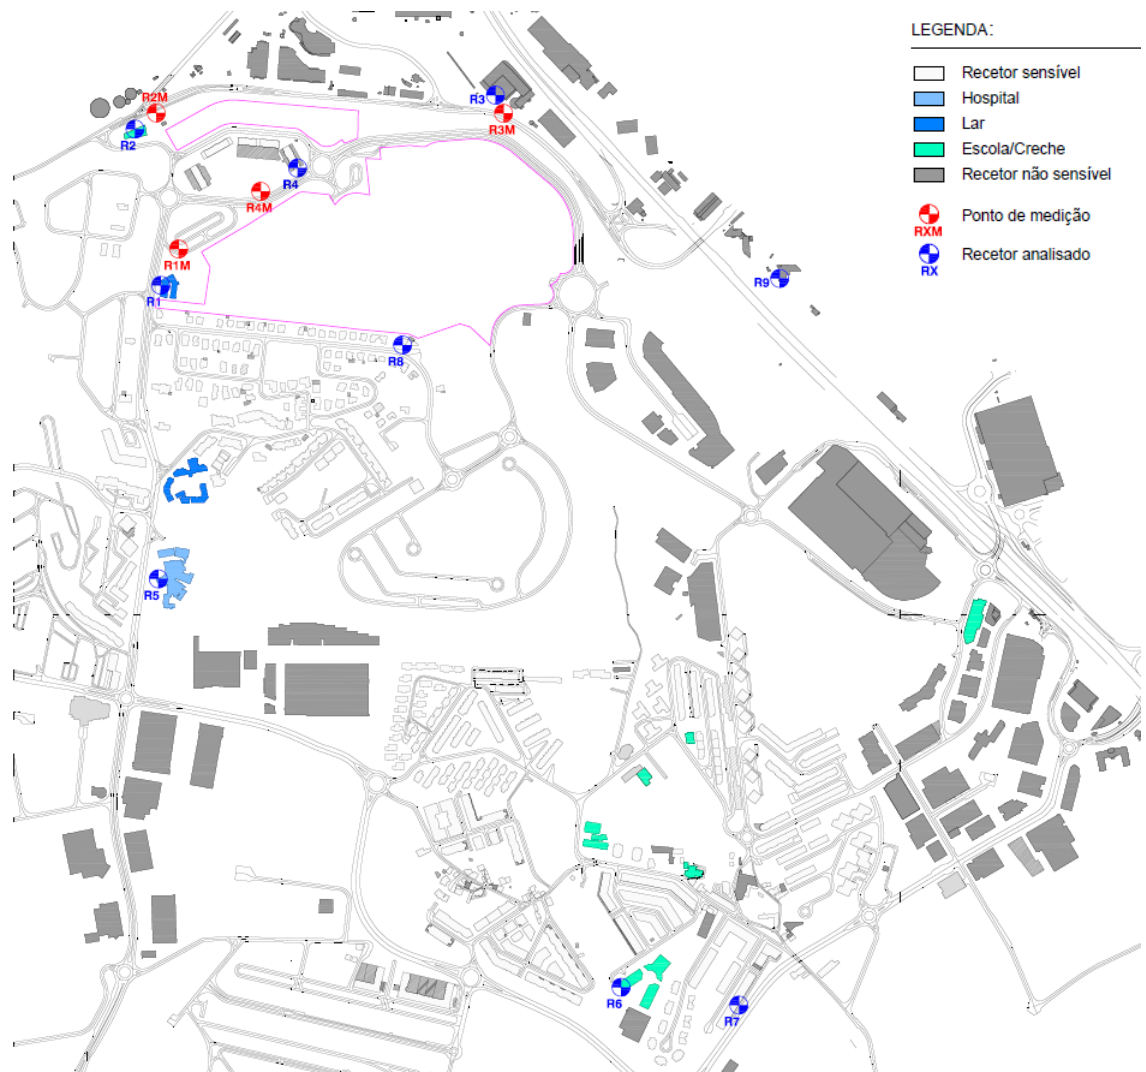 LEGENDA:
Recetor sensível
Hospital
Lar
Escola/Creche
Recetor não sensível
RXM
Ponto de medição
RX
Recetor analisado
R2M
R2
R3
R3M
R4
R4M
R1M
R1
R9
R8
R5
R6
R7